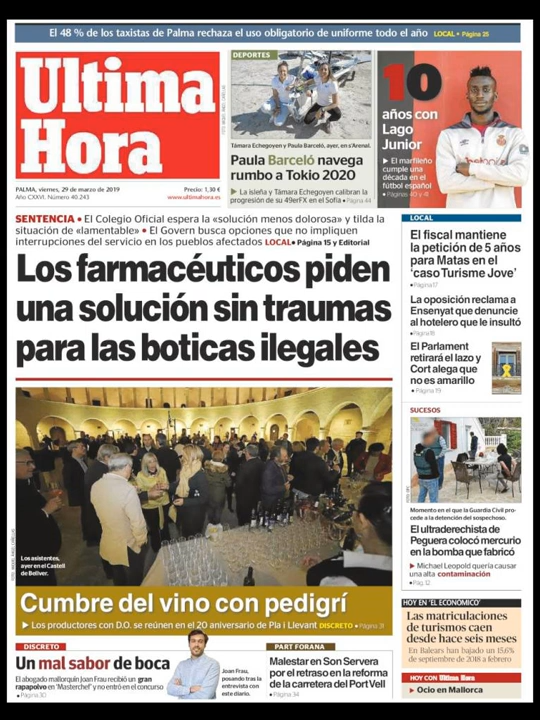 El 48 % de los taxistas de Palma rechaza el uso obligatorio de uniforme todo el año LOCAL • Página 25
Ultima
Hora
PALMA, viernes, 29 de marzo de 2019
Precio: 1,30 €
Año CXXVI. Número 40.243
www.ultimahora.es
DEPORTES
Támara Echegoyen y Paula Barceló, ayer, en s'Arenal.
Paula Barceló navega
rumbo a Tokio 2020
► La isleña y Támara Echegoyen calibran la
progresión de su 49erFX en el Sofía • Página 44
10
años con
Lago
Junior
► El marfileño
cumple una
década en el
fútbol español
• Páginas 40 y 41
SENTENCIA • El Colegio Oficial espera la «solución menos dolorosa» y tilda la
situación de «lamentable» • El Govern busca opciones que no impliquen
interrupciones del servicio en los pueblos afectados LOCAL • Página 15 y Editorial
Los farmacéuticos piden
una solución sin traumas
para las boticas ilegales
LOCAL
El fiscal mantiene
la petición de 5 años
para Matas en el
'caso Turisme Jove'
• Página 17
La oposición reclama a
Ensenyat que denuncie
al hotelero que le insultó
• Página 18
El Parlament
retirará el lazo y
Cort alega que
no es amarillo
• Página 19
SUCESOS
Momento en el que la Guardia Civil pro-
cede a la detención del sospechoso.
El ultraderechista de
Peguera colocó mercurio
en la bomba que fabricó
► Michael Leopold quería causar
una alta contaminación
• Pág. 12
Los asistentes,
ayer en el Castell
de Bellver.
Cumbre del vino con pedigrí
► Los productores con D.O. se reúnen en el 20 aniversario de Pla i Llevant DISCRETO • Página 31
HOY EN 'EL ECONÓMICO'
Las matriculaciones
de turismos caen
desde hace seis meses
En Balears han bajado un 15,6%
de septiembre de 2018 a febrero
HOY CON Ultima Hora
► Ocio en Mallorca
DISCRETO
Un mal sabor de boca
El abogado mallorquín Joan Frau recibió un gran
rapapolvo en 'Masterchef' y no entró en el concurso
• Página 30
Joan Frau,
posando tras la
entrevista con
este diario.
PART FORANA
Malestar en Son Servera
por el retraso en la reforma
de la carretera del Port Vell
• Página 34